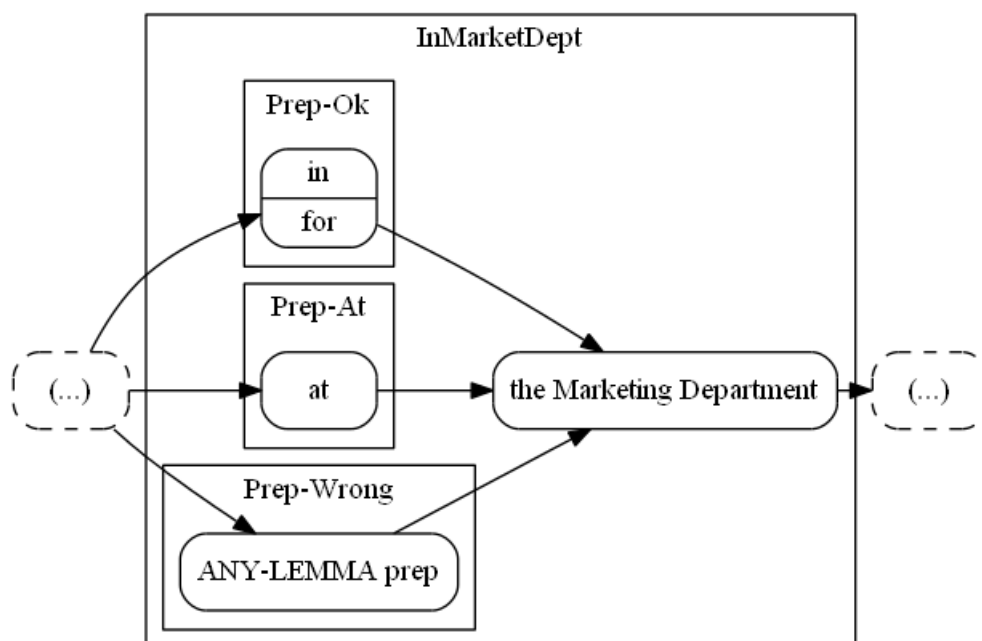 InMarketDept
Prep-Ok
in
for
Prep-At
(...)
at
the Marketing Department
(...)
Prep-Wrong
ANY-LEMMA prep